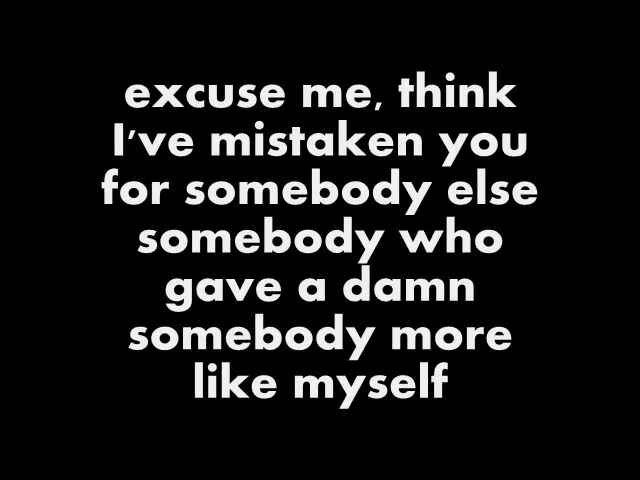 excuse me, think
I've mistaken you
for somebody else
somebody who
gave a damn
somebody more
like myself